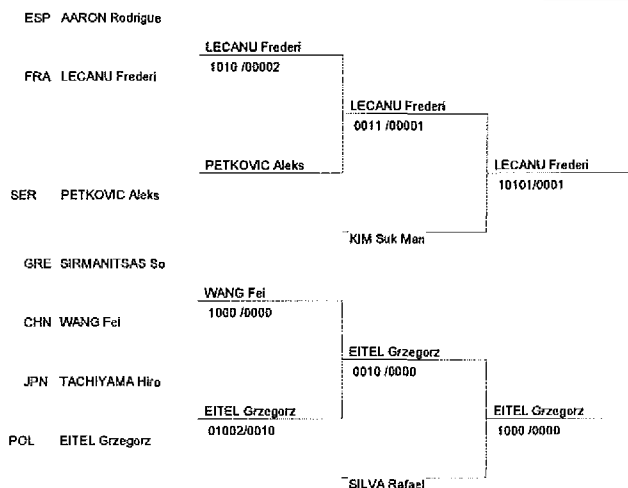 ESP AARON Rodrigue
LECANU Frederi
1010 /00002
FRA LECANU Frederi
LECANU Frederi
0011 /00001
PETKOVIC Aleks
LECANU Frederi
10101/0001
SER PETKOVIC Aleks
KIM Suk Man
GRE SIRMANITSAS So
WANG Fei
1000 /0000
CHN WANG Fei
EITEL Grzegorz
0010 /0000
JPN TACHIYAMA Hiro
EITEL Grzegorz
01002/0010
EITEL Grzegorz
1000 /0000
POL EITEL Grzegorz
SILVA Rafael